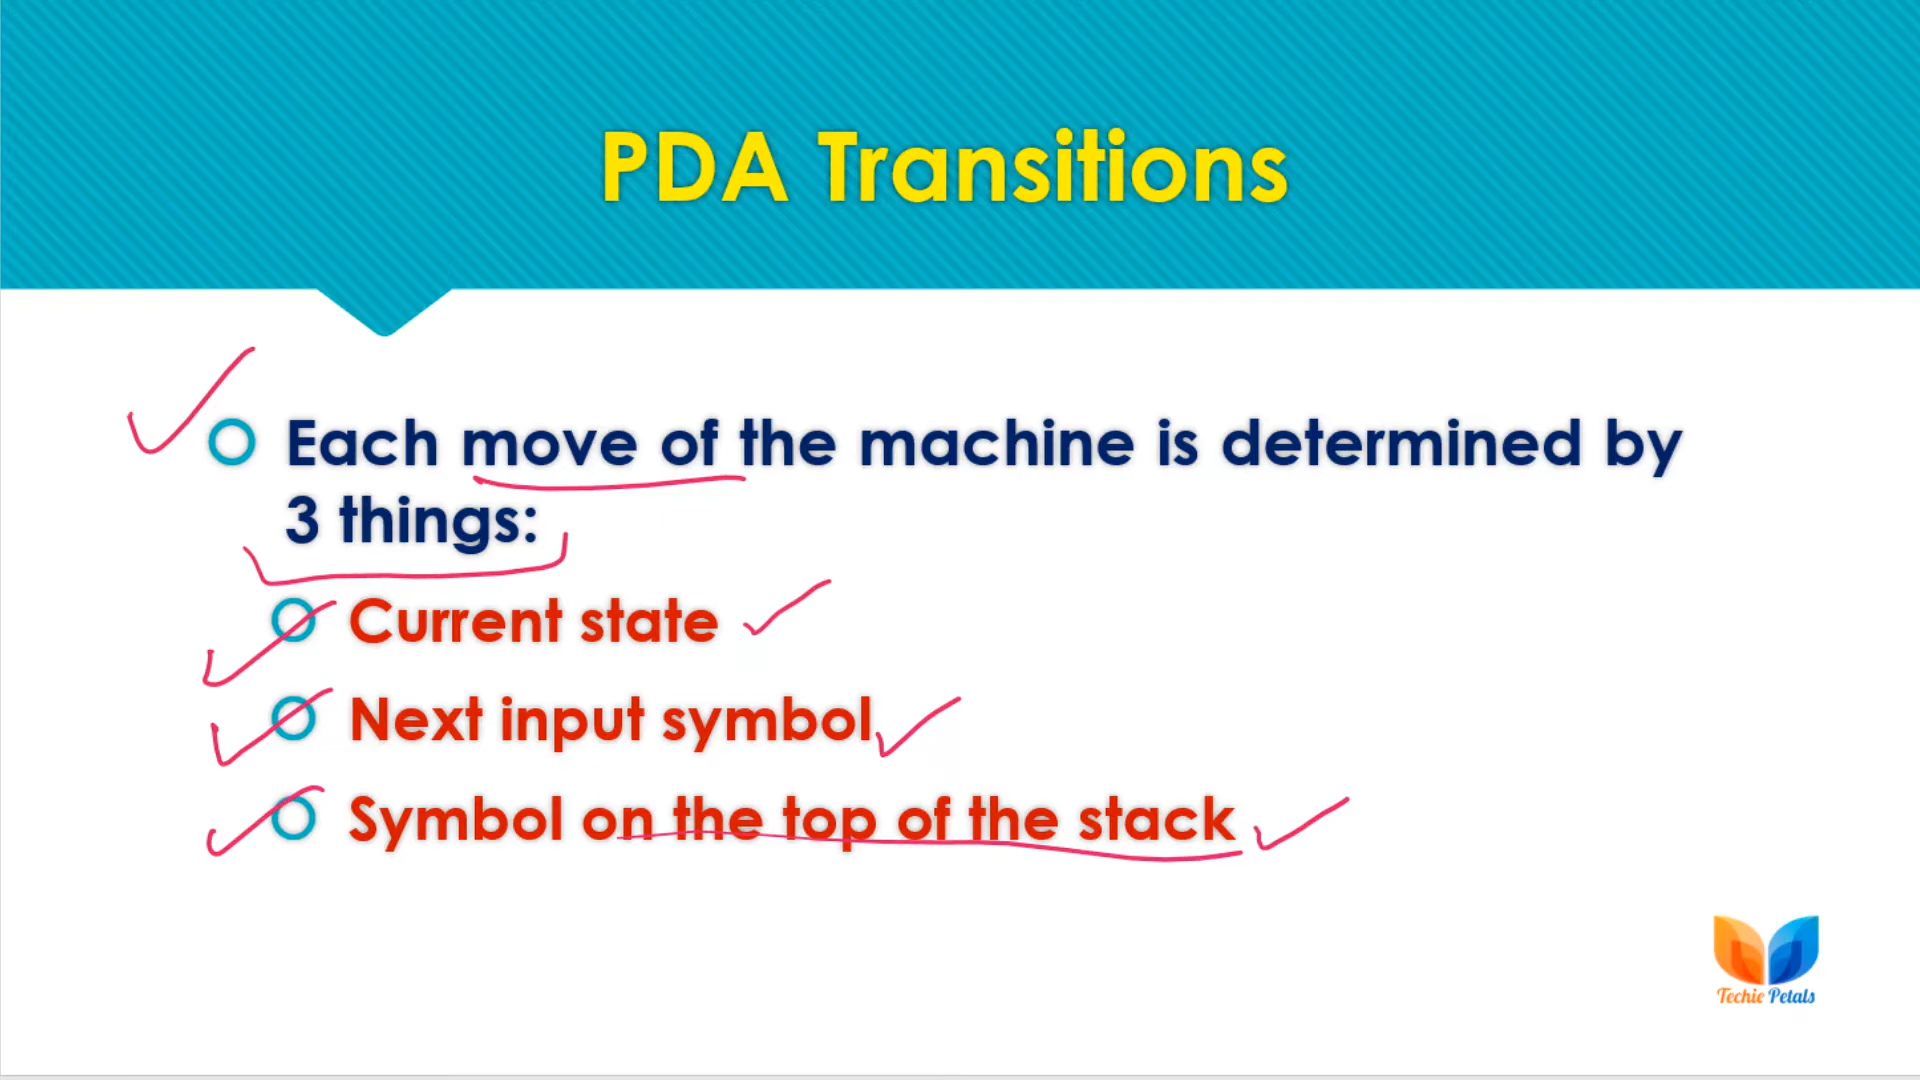 PDA Transitions
Each move of the machine is determined by
3 things:
Current state
Next input symbol
Symbol on the top of the stack
Techie Petals